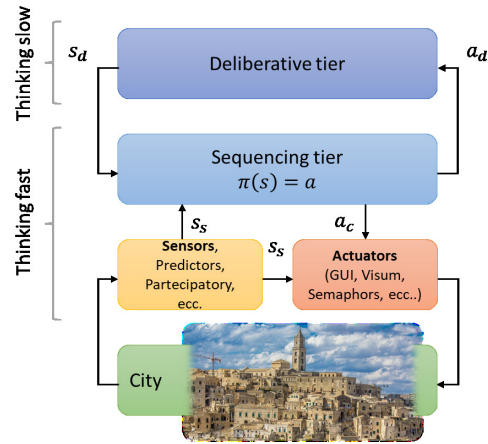 Thinking slow
s_d
Deliberative tier
a_d
Thinking fast
Sequencing tier
π(s) = a
s_s
a_c
Sensors,
Predictors,
Partecipatory,
ecc.
s_s
Actuators
(GUI, Visum,
Semaphors, ecc..)
City